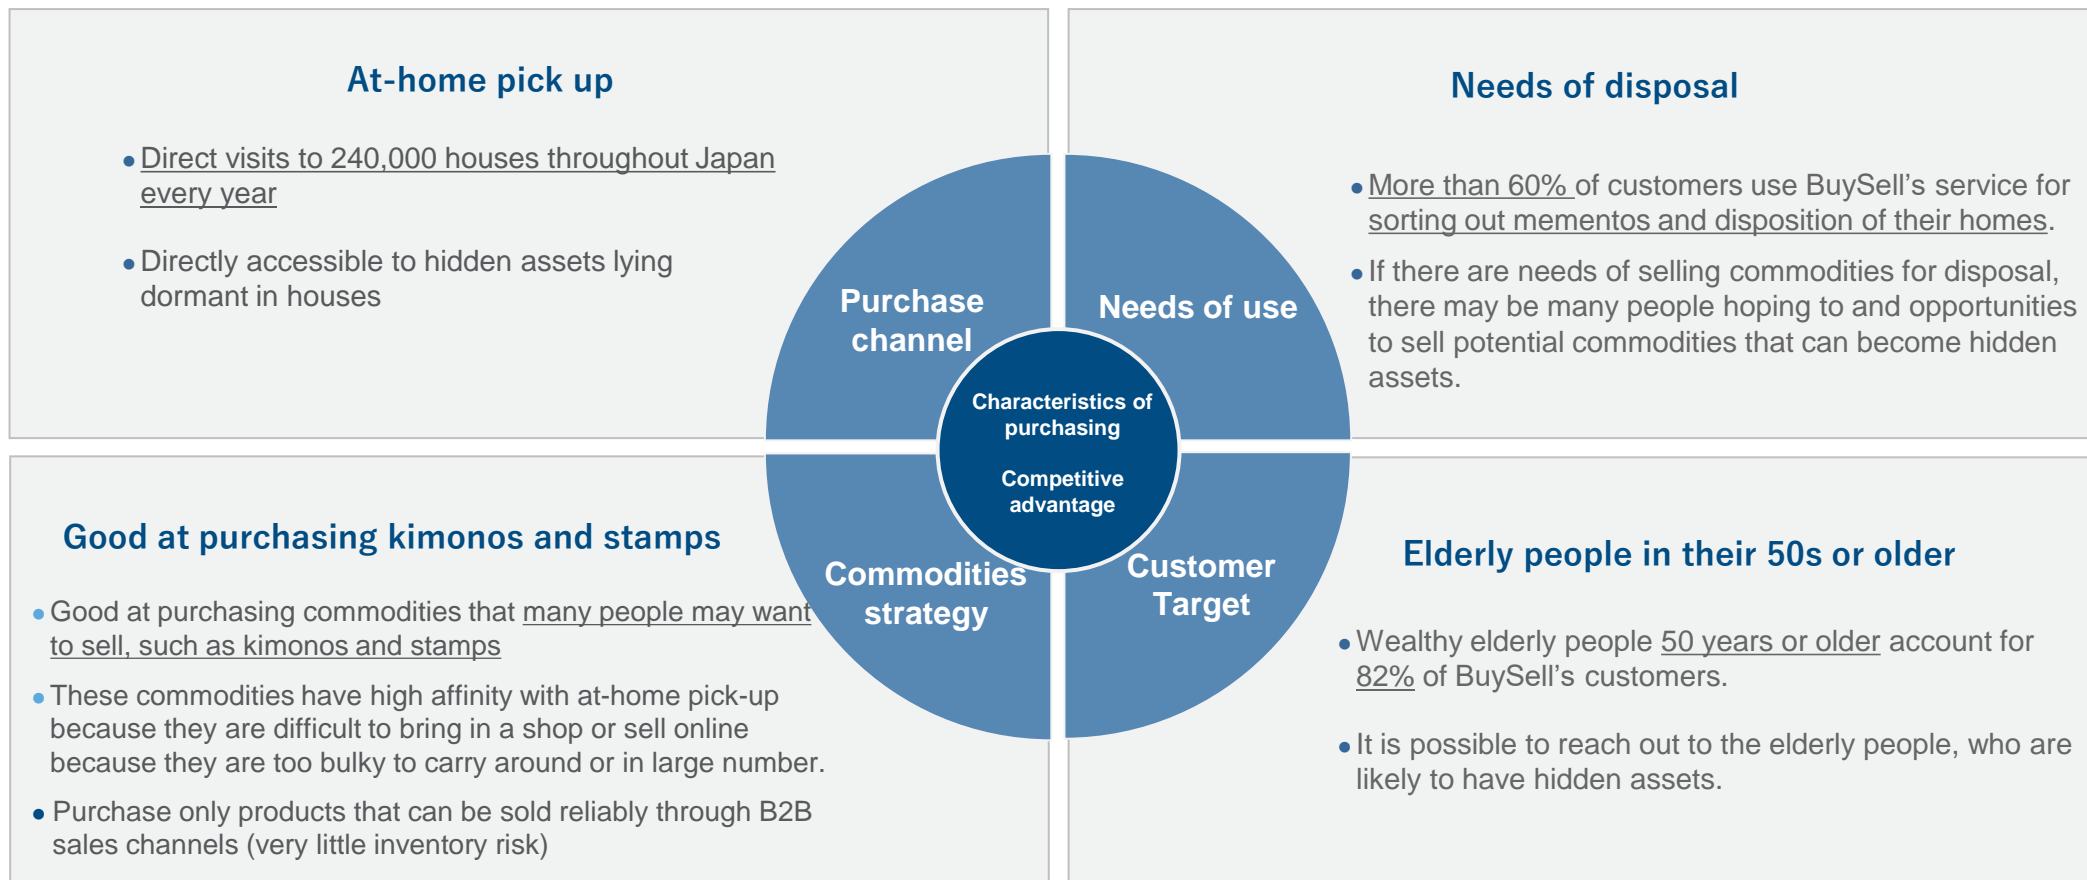 At-home pick up
• Direct visits to 240,000 houses throughout Japan
every year
• Directly accessible to hidden assets lying
dormant in houses
Needs of disposal
• More than 60% of customers use BuySell’s service for
sorting out mementos and disposition of their homes.
• If there are needs of selling commodities for disposal,
there may be many people hoping to and opportunities
to sell potential commodities that can become hidden
assets.
Purchase
channel
Needs of use
Characteristics of
purchasing
Competitive
advantage
Commodities
strategy
Customer
Target
Good at purchasing kimonos and stamps
• Good at purchasing commodities that many people may want
to sell, such as kimonos and stamps
• These commodities have high affinity with at-home pick-up
because they are difficult to bring in a shop or sell online
because they are too bulky to carry around or in large number.
• Purchase only products that can be sold reliably through B2B
sales channels (very little inventory risk)
Elderly people in their 50s or older
• Wealthy elderly people 50 years or older account for
82% of BuySell’s customers.
• It is possible to reach out to the elderly people, who are
likely to have hidden assets.